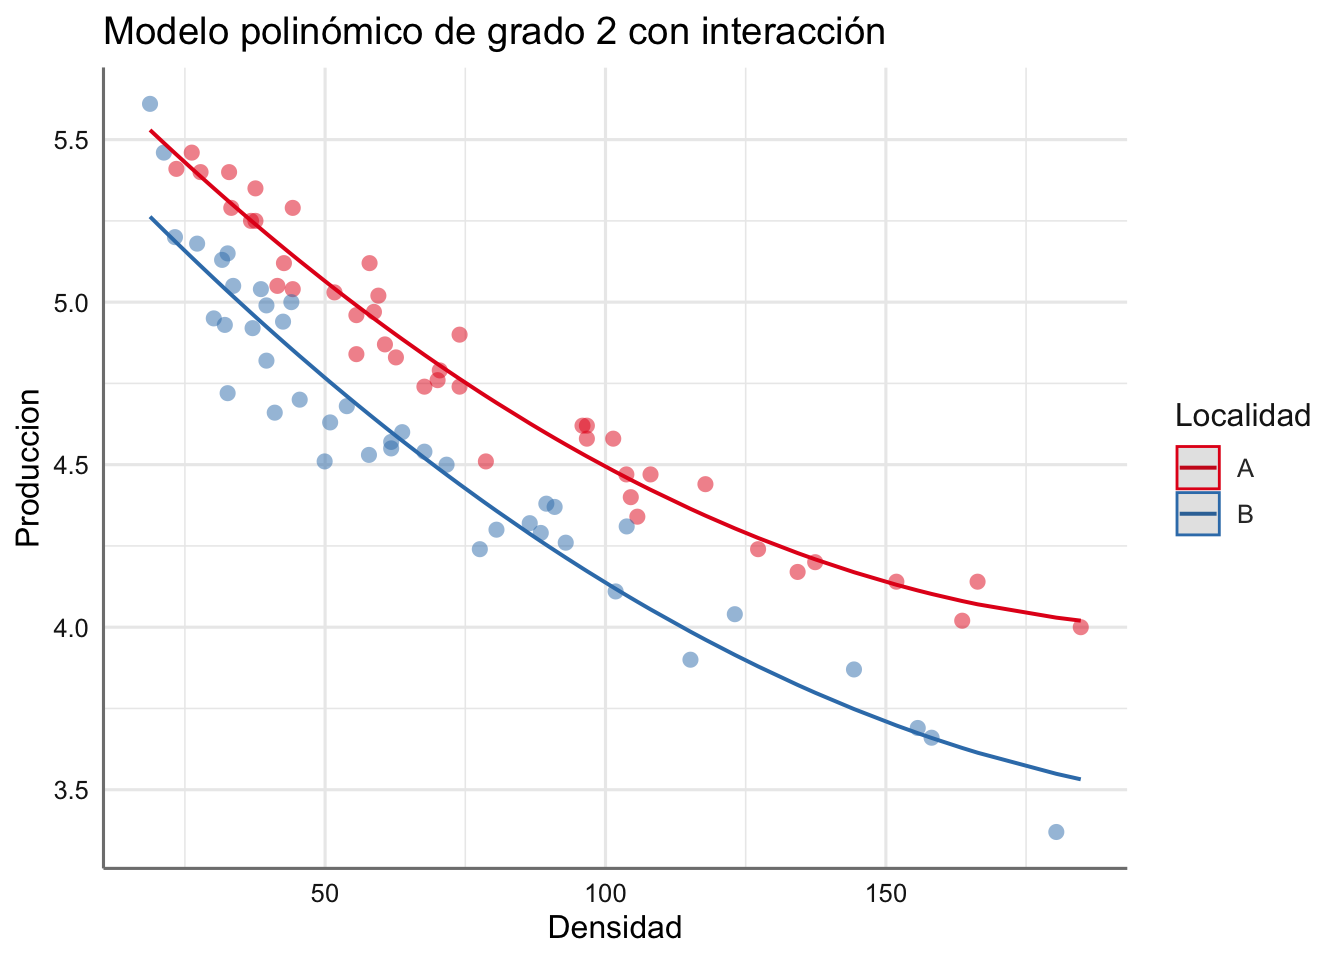 Modelo polinómico de grado 2 con interacción
5.5
5.0
4.5
4.0
3.5
Produccion
50 100 150
Densidad
Localidad
A
B